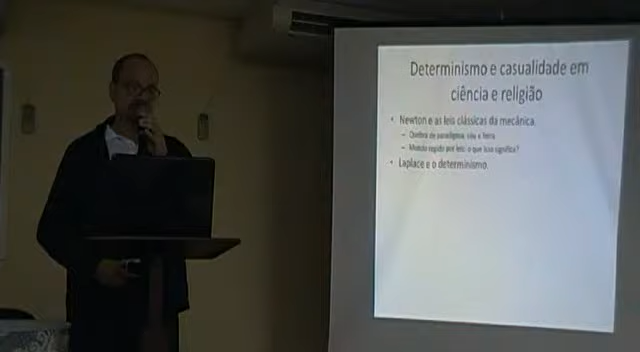 Determinismo e casualidade em
ciência e religião
• Newton e as leis clássicas da mecânica.
– Quebra de paradigma: céu e terra
– Mundo regido por leis: o que isso significa?
• Laplace e o determinismo.